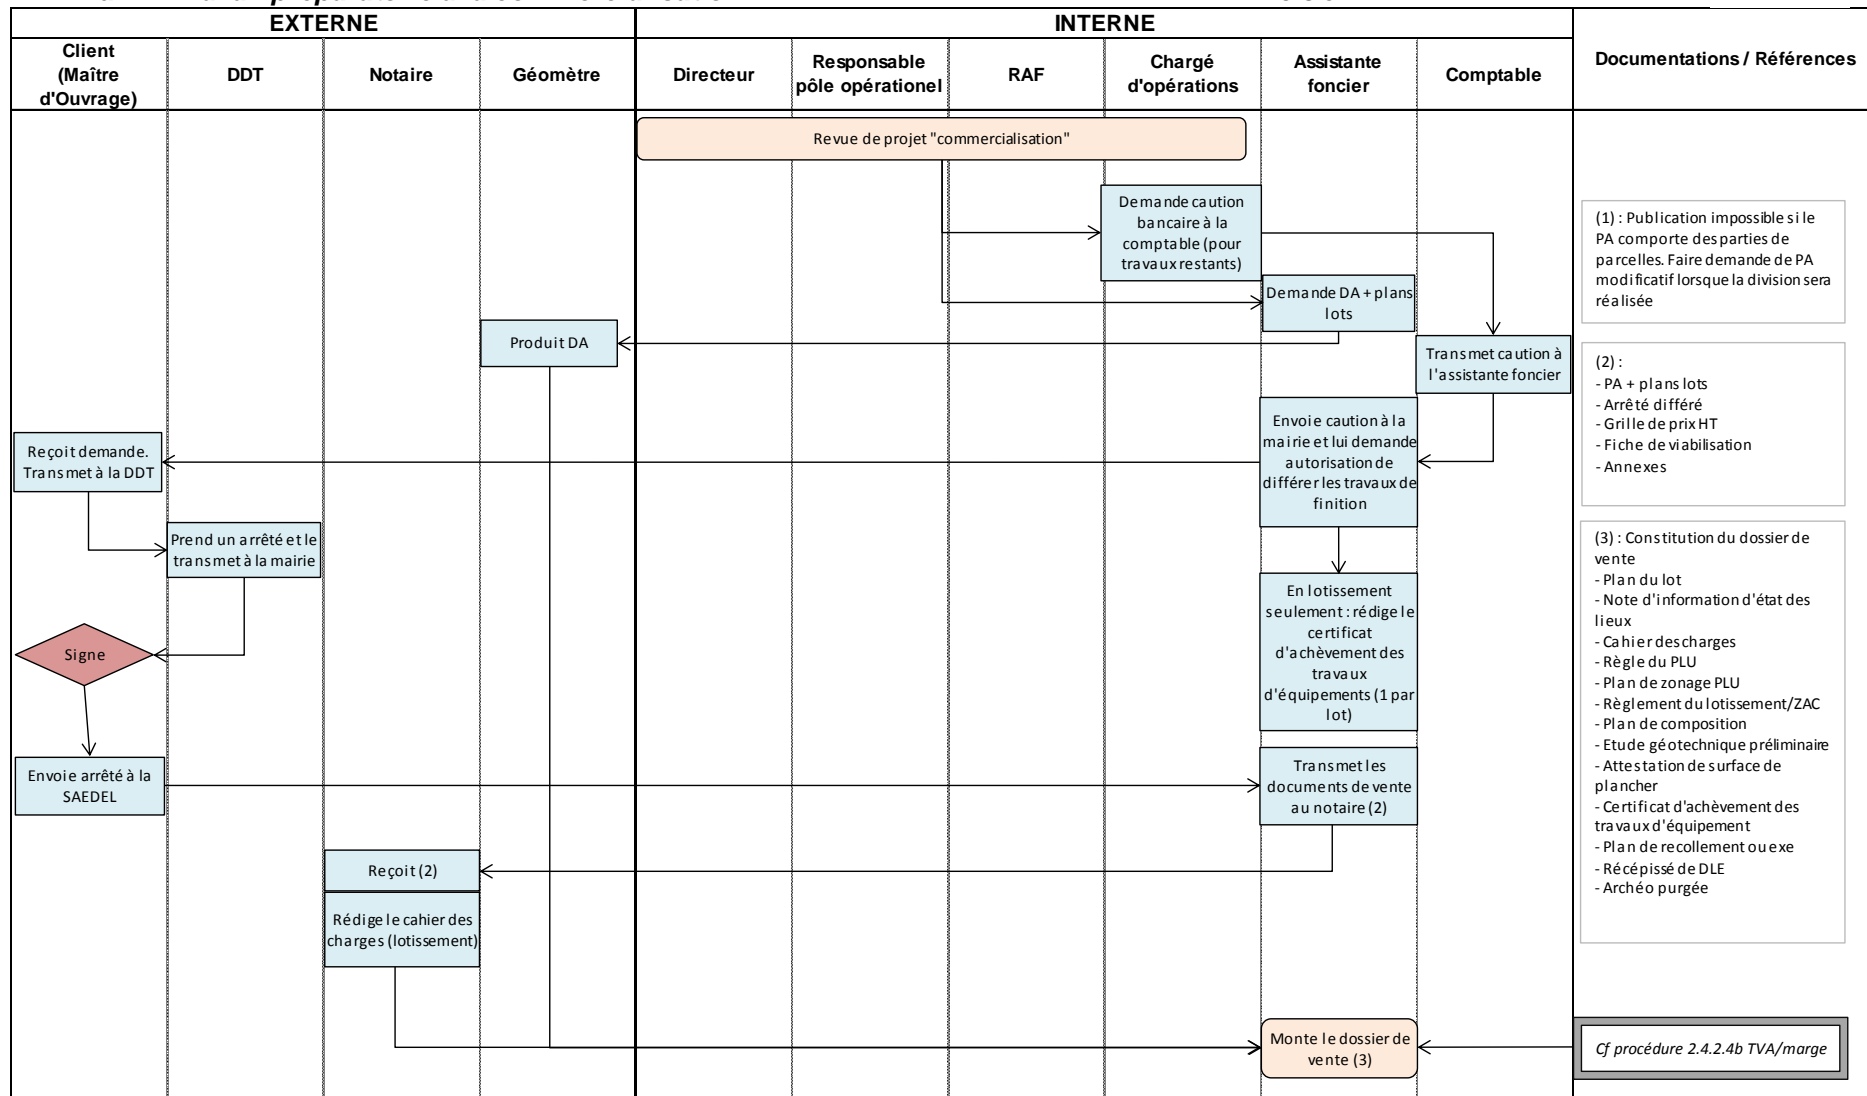 EXTERNE
INTERNE
Client
(Maître
d'Ouvrage)
DDT
Notaire
Géomètre
Directeur
Responsable
pôle opérationel
RAF
Chargé
d'opérations
Assistante
foncier
Comptable
Documentations / Références
Revue de projet "commercialisation"
Demande caution
bancaire à la
comptable (pour
travaux restants)
(1) : Publication impossible si le
PA comporte des parties de
parcelles. Faire demande de PA
modificatif lorsque la division sera
réalisée
Demande DA + plans
lots
Produit DA
Transmet caution à
l'assistante foncier
(2) :
- PA + plans lots
- Arrêté différé
- Grille de prix HT
- Fiche de viabilisation
- Annexes
Envoie caution à la
mairie et lui demande
autorisation de
différer les travaux de
finition
Reçoit demande.
Transmet à la DDT
Prend un arrêté et le
transmet à la mairie
(3) : Constitution du dossier de
vente
- Plan du lot
- Note d'information d'état des
lieux
- Cahier des charges
- Règle du PLU
- Plan de zonage PLU
- Règlement du lotissement/ZAC
- Plan de composition
- Etude géotechnique préliminaire
- Attestation de surface de
plancher
- Certificat d'achèvement des
travaux d'équipement
- Plan de recollement ou exe
- Récépissé de DLE
- Archéo purgée
En lotissement
seulement : rédige le
certificat
d'achèvement des
travaux
d'équipements (1 par
lot)
Signe
Envoie arrêté à la
SAEDEL
Transmet les
documents de vente
au notaire (2)
Reçoit (2)
Rédige le cahier des
charges (lotissement)
Monte le dossier de
vente (3)
Cf procédure 2.4.2.4b TVA/marge